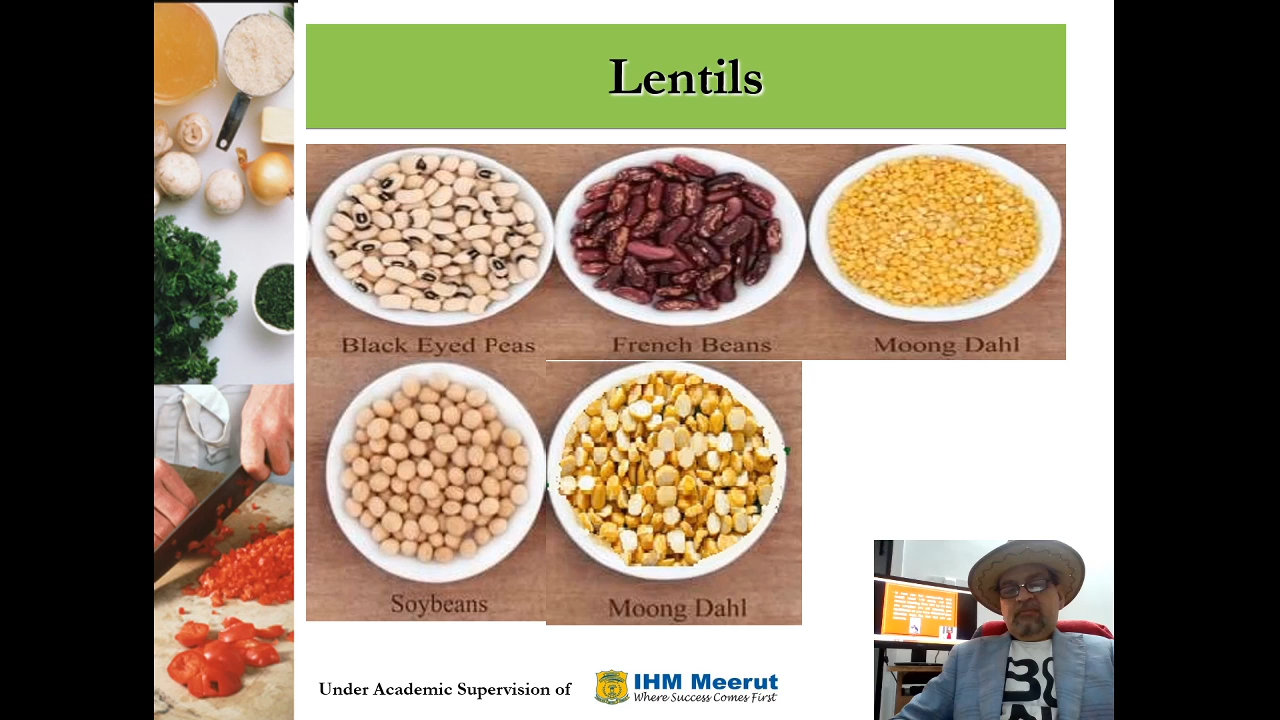 Lentils
Black Eyed Peas
French Beans
Moong Dahl
Soybeans
Moong Dahl
Under Academic Supervision of
IHM Meerut
Where Success Comes First